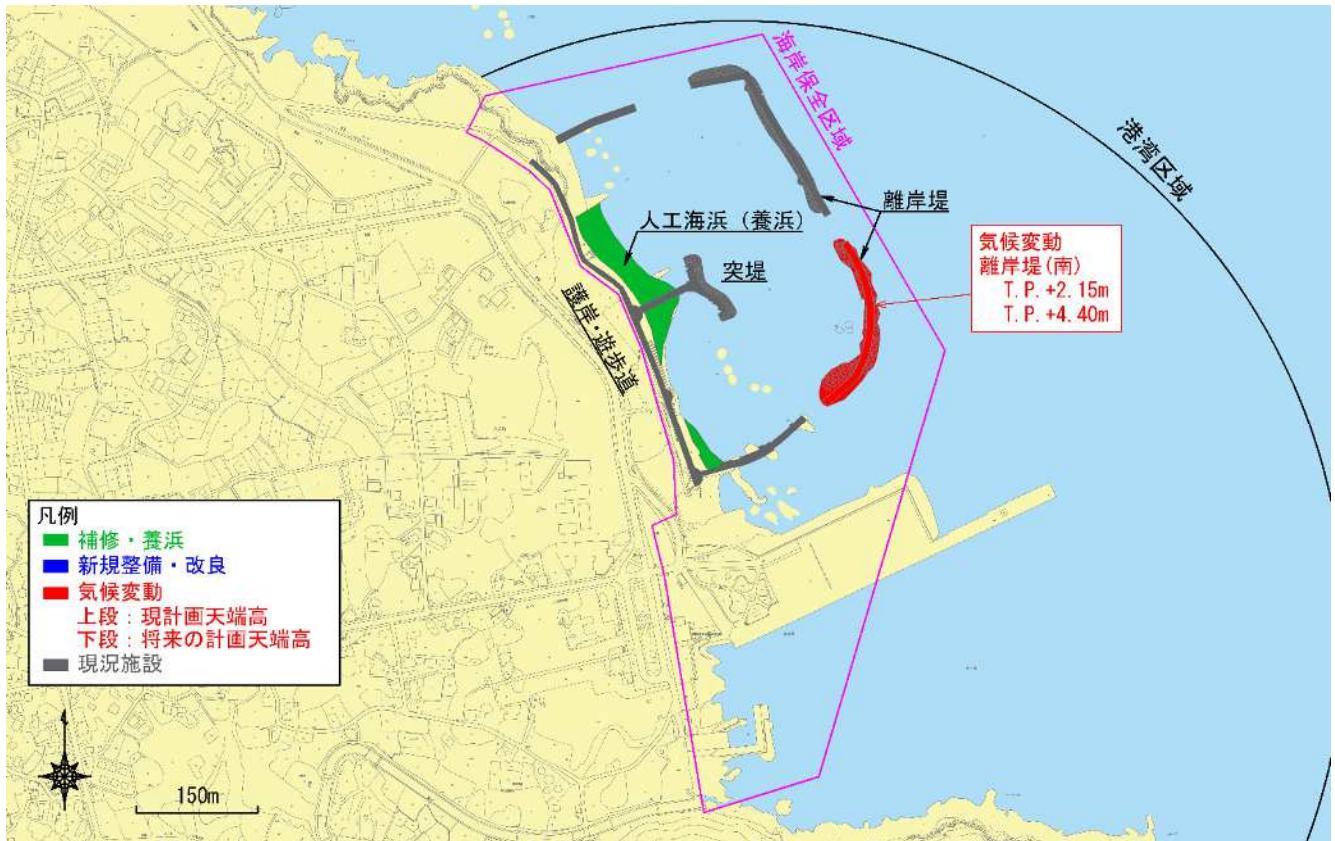 海岸保全区域
港湾区域
離岸堤
人工海浜（養浜）
突堤
気候変動
離岸堤(南)
T.P.+2.15m
T.P.+4.40m
護岸・遊歩道
凡例
補修・養浜
新規整備・改良
気候変動
上段：現計画天端高
下段：将来の計画天端高
現況施設
150m